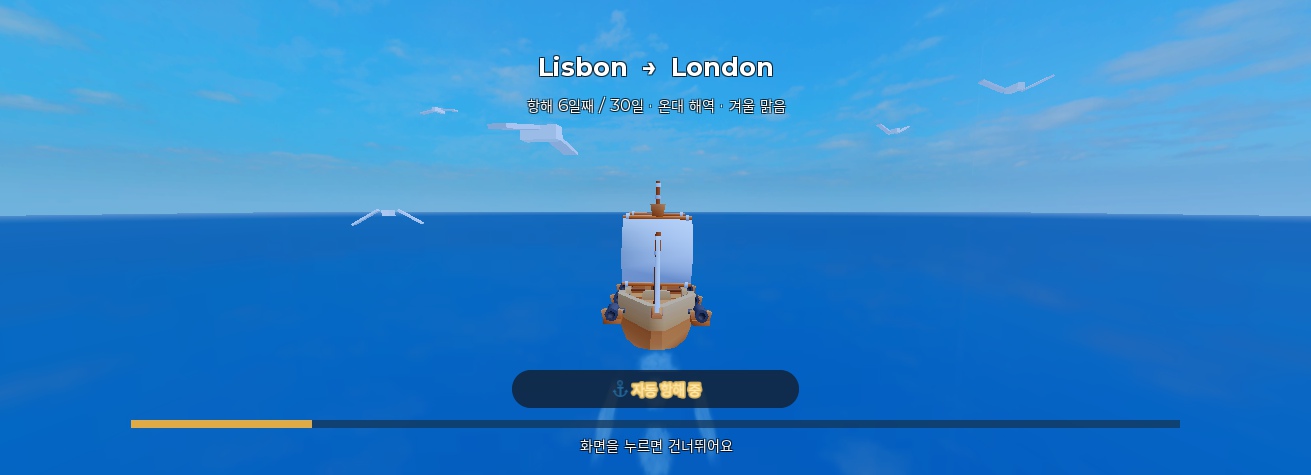 Lisbon → London
항해 6일째 / 30일 · 온대 해역 · 겨울 맑음
자동 항해 중
화면을 누르면 건너뛰어요